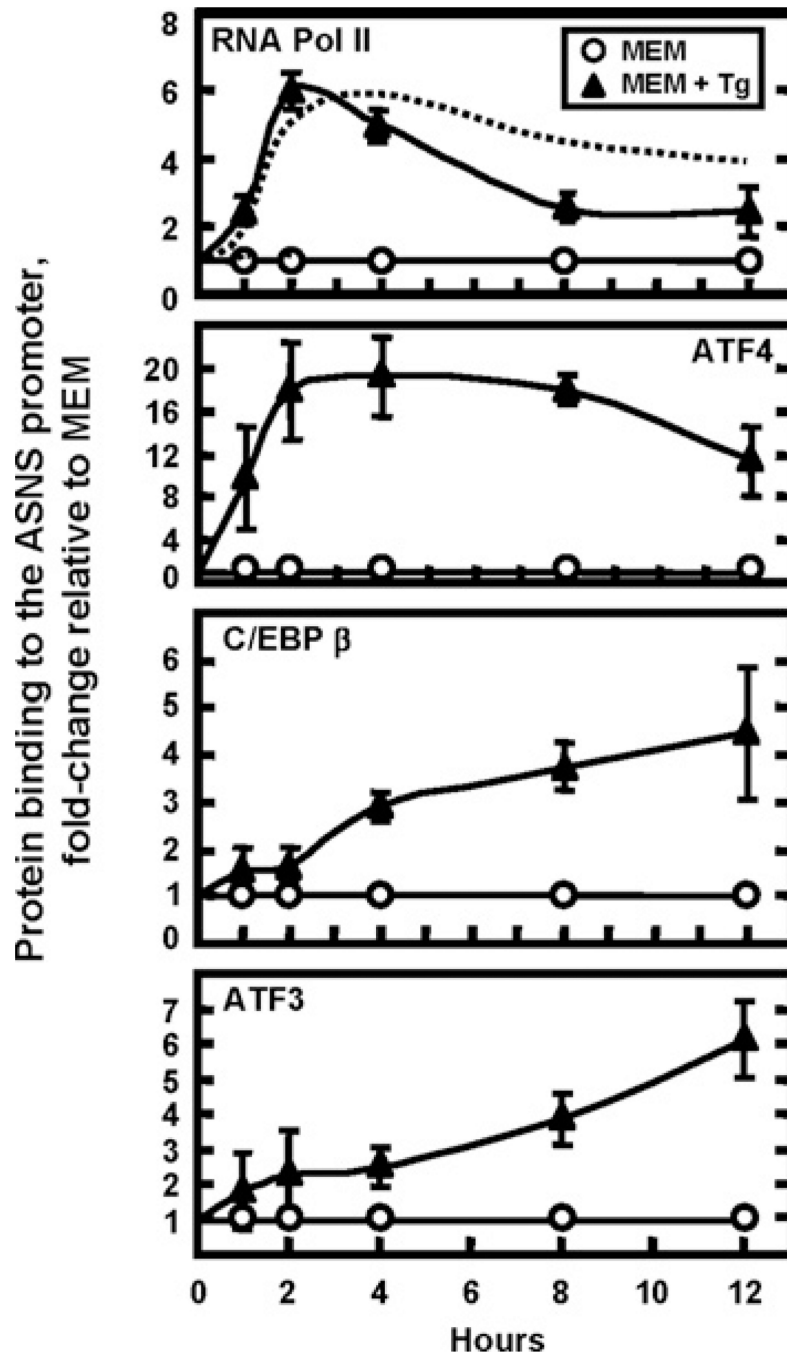 Protein binding to the ASNS promoter,
fold-change relative to MEM
RNA Pol II
MEM
MEM + Tg
8
6
4
2
0
ATF4
20
16
12
8
4
0
C/EBP β
6
5
4
3
2
1
0
ATF3
7
6
5
4
3
2
1
0 2 4 6 8 10 12
Hours